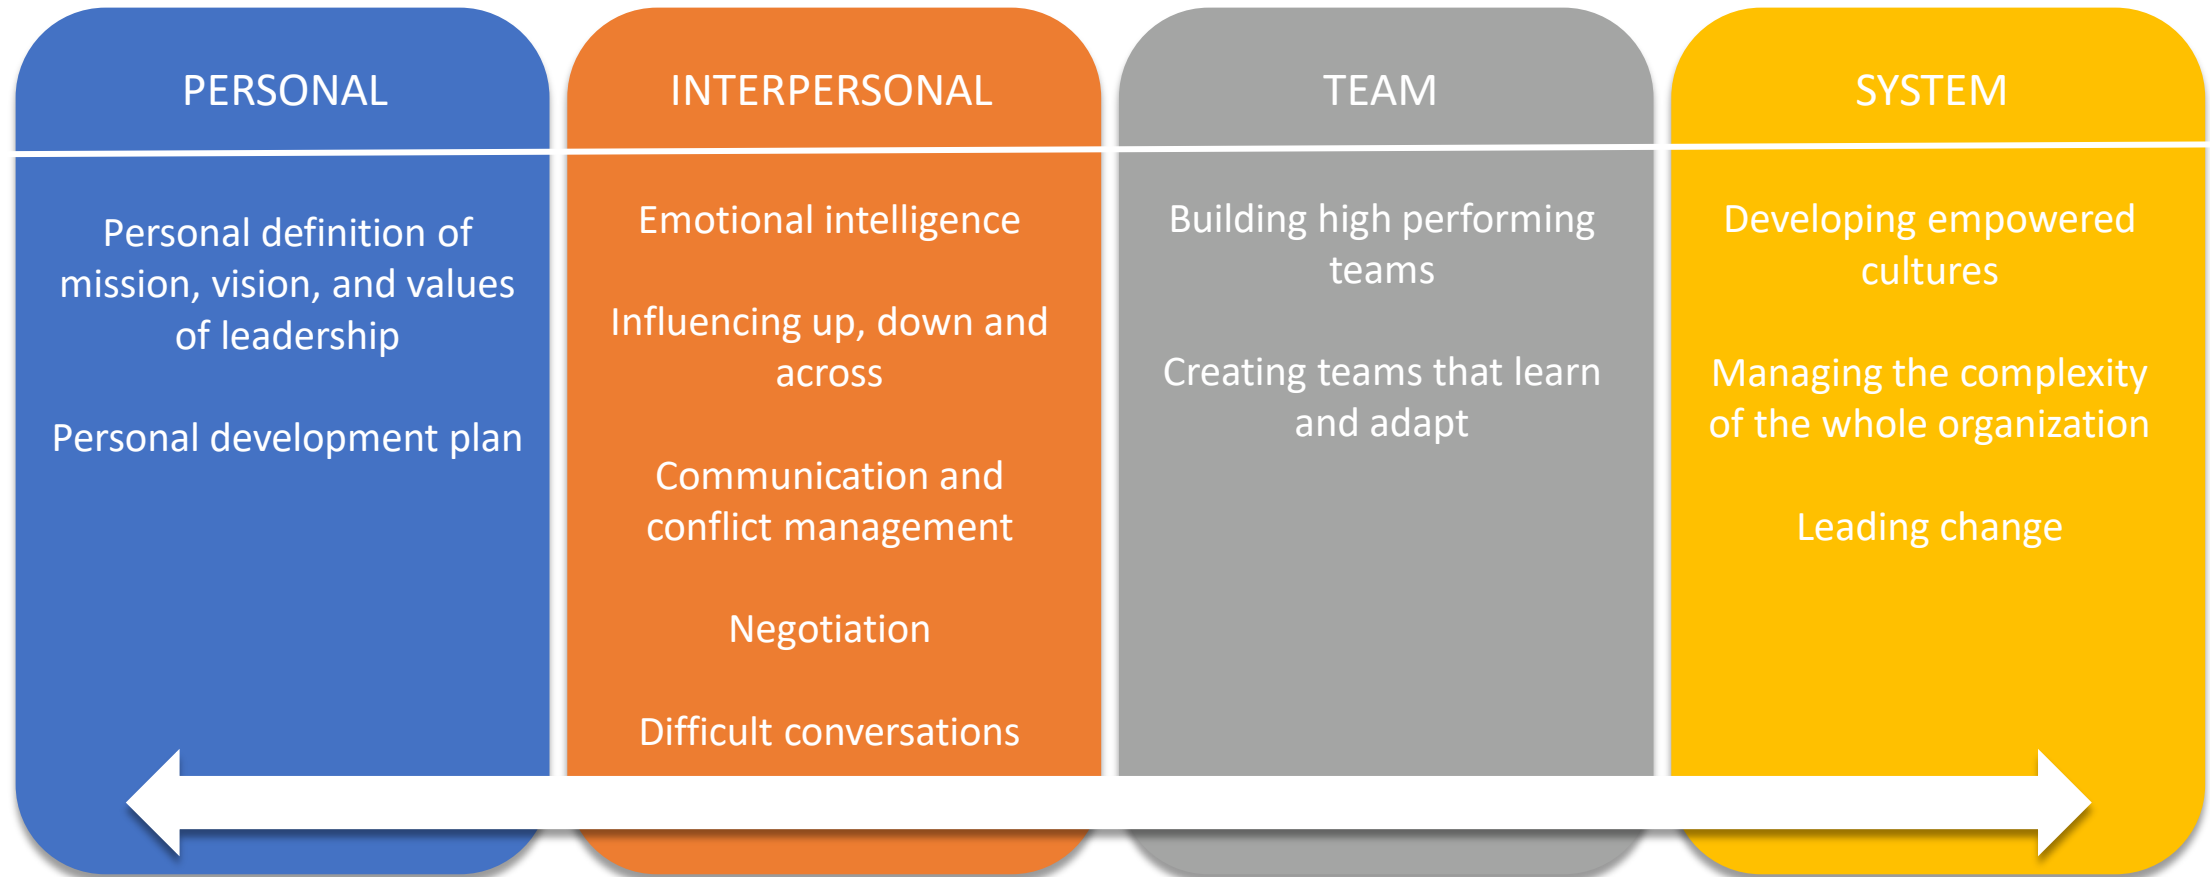 PERSONAL
Personal definition of
mission, vision, and values
of leadership
Personal development plan
INTERPERSONAL
Emotional intelligence
Influencing up, down and
across
Communication and
conflict management
Negotiation
Difficult conversations
TEAM
Building high performing
teams
Creating teams that learn
and adapt
SYSTEM
Developing empowered
cultures
Managing the complexity
of the whole organization
Leading change